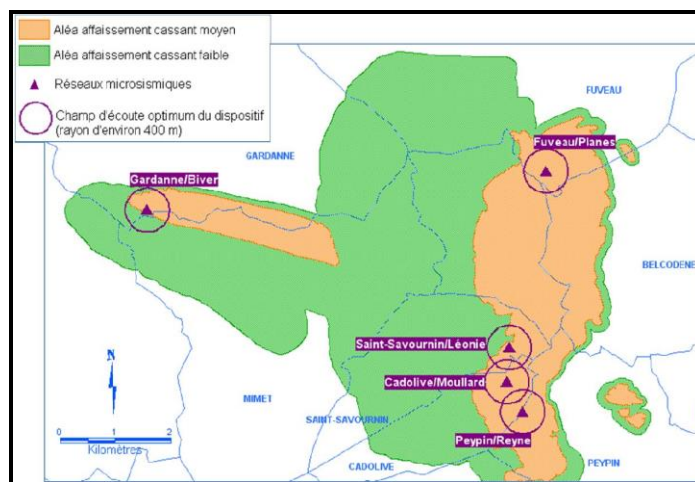 Aléa affaissement cassant moyen
Aléa affaissement cassant faible
Réseaux microsismiques
Champ d'écoute optimum du dispositif
(rayon d'environ 400 m)
FUVEAU
Fuveau/Planes
GARDANNE
Gardanne/Biver
BELCODENE
Saint-Savournin/Léonie
Cadolive/Moullard
N
MIMET
SAINT-SAVOURNIN
Peypin/Reyne
0 1 2
Kilomètres
CADOLIVE
PEYPIN